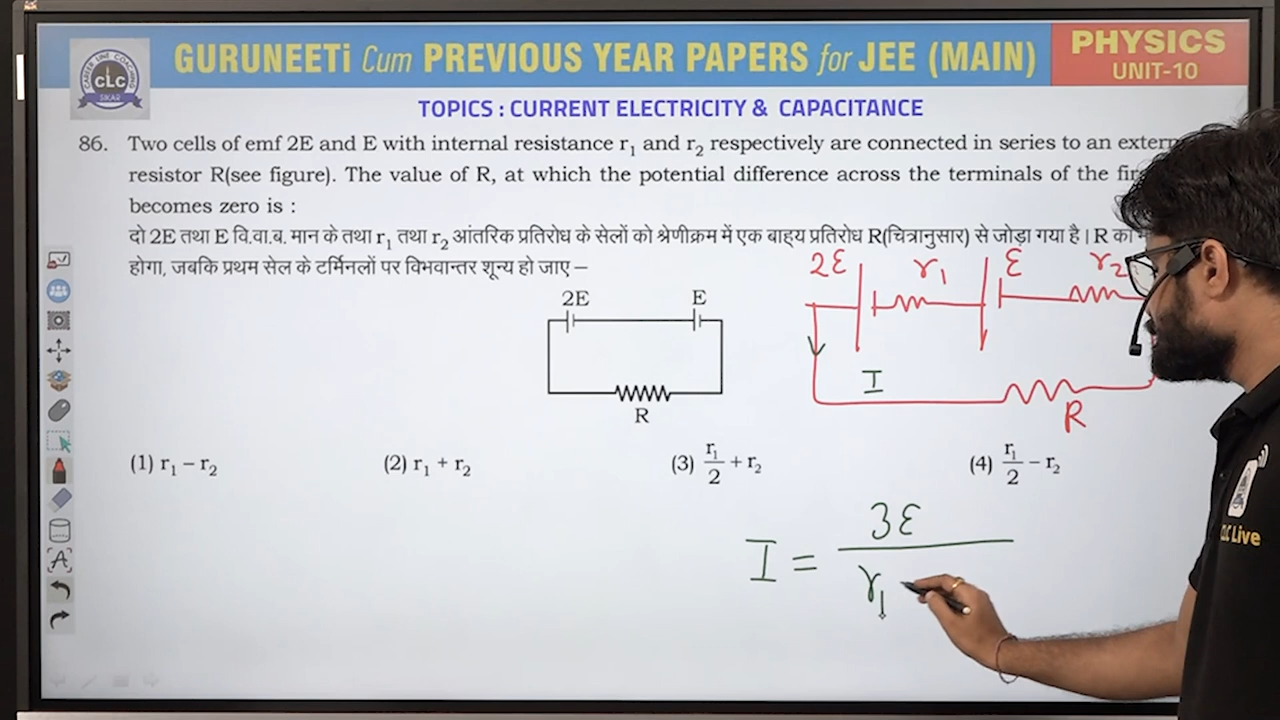 GURUNEETi Cum PREVIOUS YEAR PAPERS for JEE (MAIN)
PHYSICS
UNIT-10
CAREER LINE COACHING
CLC
SIKAR
TOPICS : CURRENT ELECTRICITY & CAPACITANCE
86. Two cells of emf 2E and E with internal resistance r₁ and r₂ respectively are connected in series to an
resistor R(see figure). The value of R, at which the potential difference across the terminals of the
becomes zero is :
दो 2E तथा E वि.वा.ब. मान के तथा r₁ तथा r₂ आंतरिक प्रतिरोध के सेलों को श्रेणीक्रम में एक बाह्य प्रतिरोध R(चित्रानुसार) से जोड़ा गया है। R का
होगा, जबकि प्रथम सेल के टर्मिनलों पर विभवान्तर शून्य हो जाए –
2E E
R
2ε r₁ ε r₂
I
R
(1) r₁ – r₂ (2) r₁ + r₂ (3) r₁/2 + r₂ (4) r₁/2 – r₂
I = 3ε/r₁
CLC Live